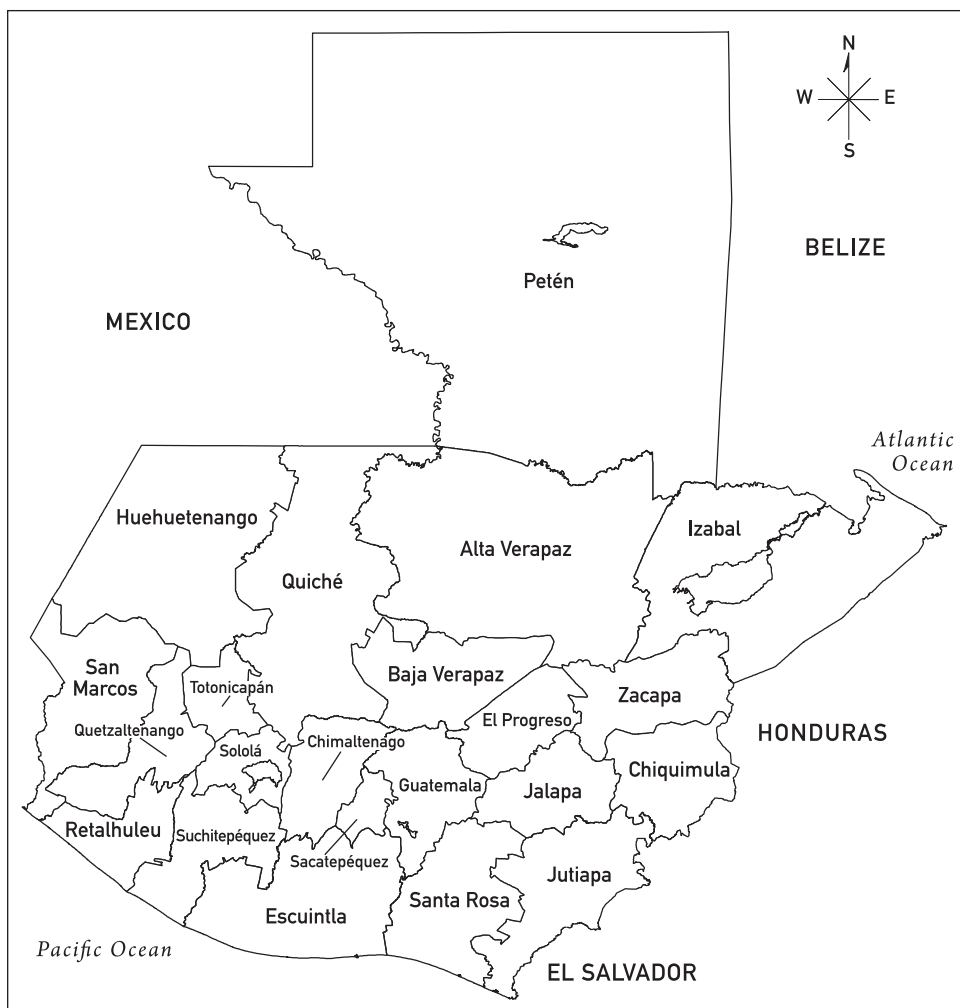 N
W E
S
BELIZE
Petén
MEXICO
Atlantic
Ocean
Huehuetenango
Izabal
Alta Verapaz
Quiché
San
Marcos
Totonicapán
Baja Verapaz
Zacapa
Quetzaltenango
El Progreso
HONDURAS
Sololá
Chimaltenago
Guatemala
Chiquimula
Jalapa
Retalhuleu
Suchitepéquez
Sacatepéquez
Jutiapa
Santa Rosa
Escuintla
Pacific Ocean
EL SALVADOR